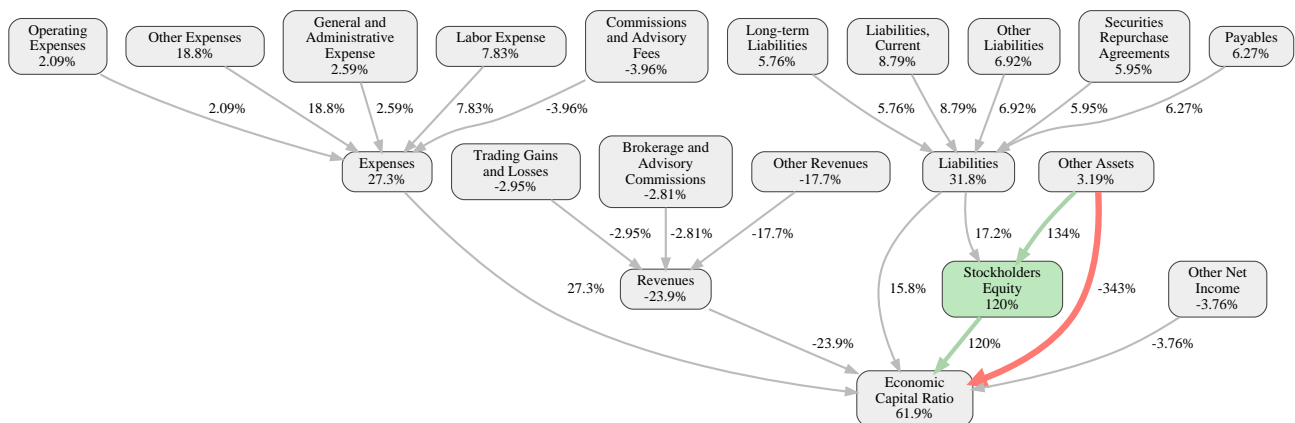 Operating
Expenses
2.09%
Other Expenses
18.8%
General and
Administrative
Expense
2.59%
Labor Expense
7.83%
Commissions
and Advisory
Fees
-3.96%
Long-term
Liabilities
5.76%
Liabilities,
Current
8.79%
Other
Liabilities
6.92%
Securities
Repurchase
Agreements
5.95%
Payables
6.27%
2.09%
18.8%
2.59%
7.83%
-3.96%
5.76%
8.79%
6.92%
5.95%
6.27%
Expenses
27.3%
Trading Gains
and Losses
-2.95%
Brokerage and
Advisory
Commissions
-2.81%
Other Revenues
-17.7%
Liabilities
31.8%
Other Assets
3.19%
-2.95%
-2.81%
-17.7%
17.2%
134%
27.3%
Revenues
-23.9%
15.8%
Stockholders
Equity
120%
-343%
Other Net
Income
-3.76%
-23.9%
120%
-3.76%
Economic
Capital Ratio
61.9%